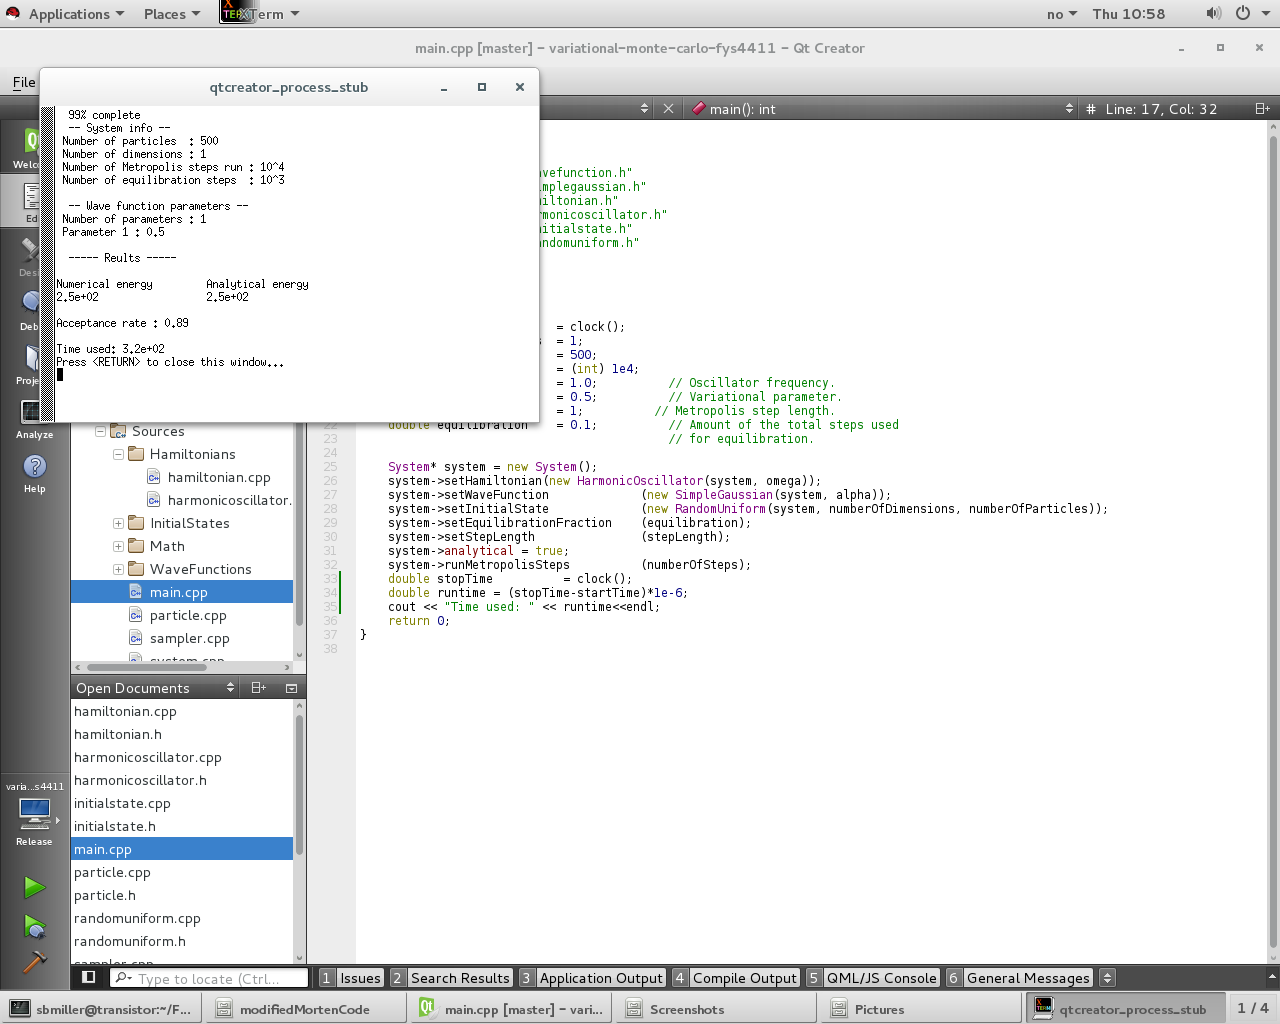 Applications Places XTerm no Thu 10:58
main.cpp [master] - variational-monte-carlo-fys4411 - Qt Creator
File
qtcreator_process_stub
99% complete
-- System info --
Number of particles : 500
Number of dimensions : 1
Number of Metropolis steps run : 10^4
Number of equilibration steps : 10^3
-- Wave function parameters --
Number of parameters : 1
Parameter 1 : 0.5
----- Reults -----
Numerical energy Analytical energy
2.5e+02 2.5e+02
Acceptance rate : 0.89
Time used: 3.2e+02
Press <RETURN> to close this window...
main(): int # Line: 17, Col: 32
avefunction.h"
implegaussian.h"
iltonian.h"
rmonicoscillator.h"
nitialstate.h"
andomuniform.h"
= clock();
s = 1;
= 500;
= (int) 1e4;
= 1.0; // Oscillator frequency.
= 0.5; // Variational parameter.
= 1; // Metropolis step length.
22 double equilibration = 0.1; // Amount of the total steps used
23 // for equilibration.
24
25 System* system = new System();
26 system->setHamiltonian(new HarmonicOscillator(system, omega));
27 system->setWaveFunction (new SimpleGaussian(system, alpha));
28 system->setInitialState (new RandomUniform(system, numberOfDimensions, numberOfParticles));
29 system->setEquilibrationFraction (equilibration);
30 system->setStepLength (stepLength);
31 system->analytical = true;
32 system->runMetropolisSteps (numberOfSteps);
33 double stopTime = clock();
34 double runtime = (stopTime-startTime)*1e-6;
35 cout << "Time used: " << runtime<<endl;
36 return 0;
37 }
38
Welco
Ed
Des
Deb
Proje
Analyze
Help
Sources
Hamiltonians
hamiltonian.cpp
harmonicoscillator.
InitialStates
Math
WaveFunctions
main.cpp
particle.cpp
sampler.cpp
system.cpp
Open Documents
hamiltonian.cpp
hamiltonian.h
harmonicoscillator.cpp
harmonicoscillator.h
initialstate.cpp
initialstate.h
main.cpp
particle.cpp
particle.h
randomuniform.cpp
randomuniform.h
sampler.cpp
varia...s4411
Release
Type to locate (Ctrl... 1 Issues 2 Search Results 3 Application Output 4 Compile Output 5 QML/JS Console 6 General Messages
sbmiller@transistor:~/F... modifiedMortenCode main.cpp [master] - vari... Screenshots Pictures qtcreator_process_stub 1 / 4